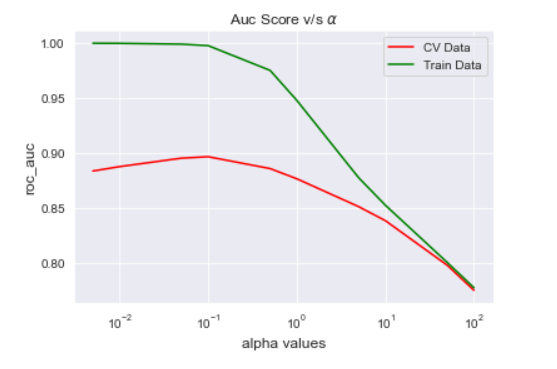 Auc Score v/s α
1.00
0.95
0.90
0.85
0.80
roc_auc
CV Data
Train Data
10⁻² 10⁻¹ 10⁰ 10¹ 10²
alpha values